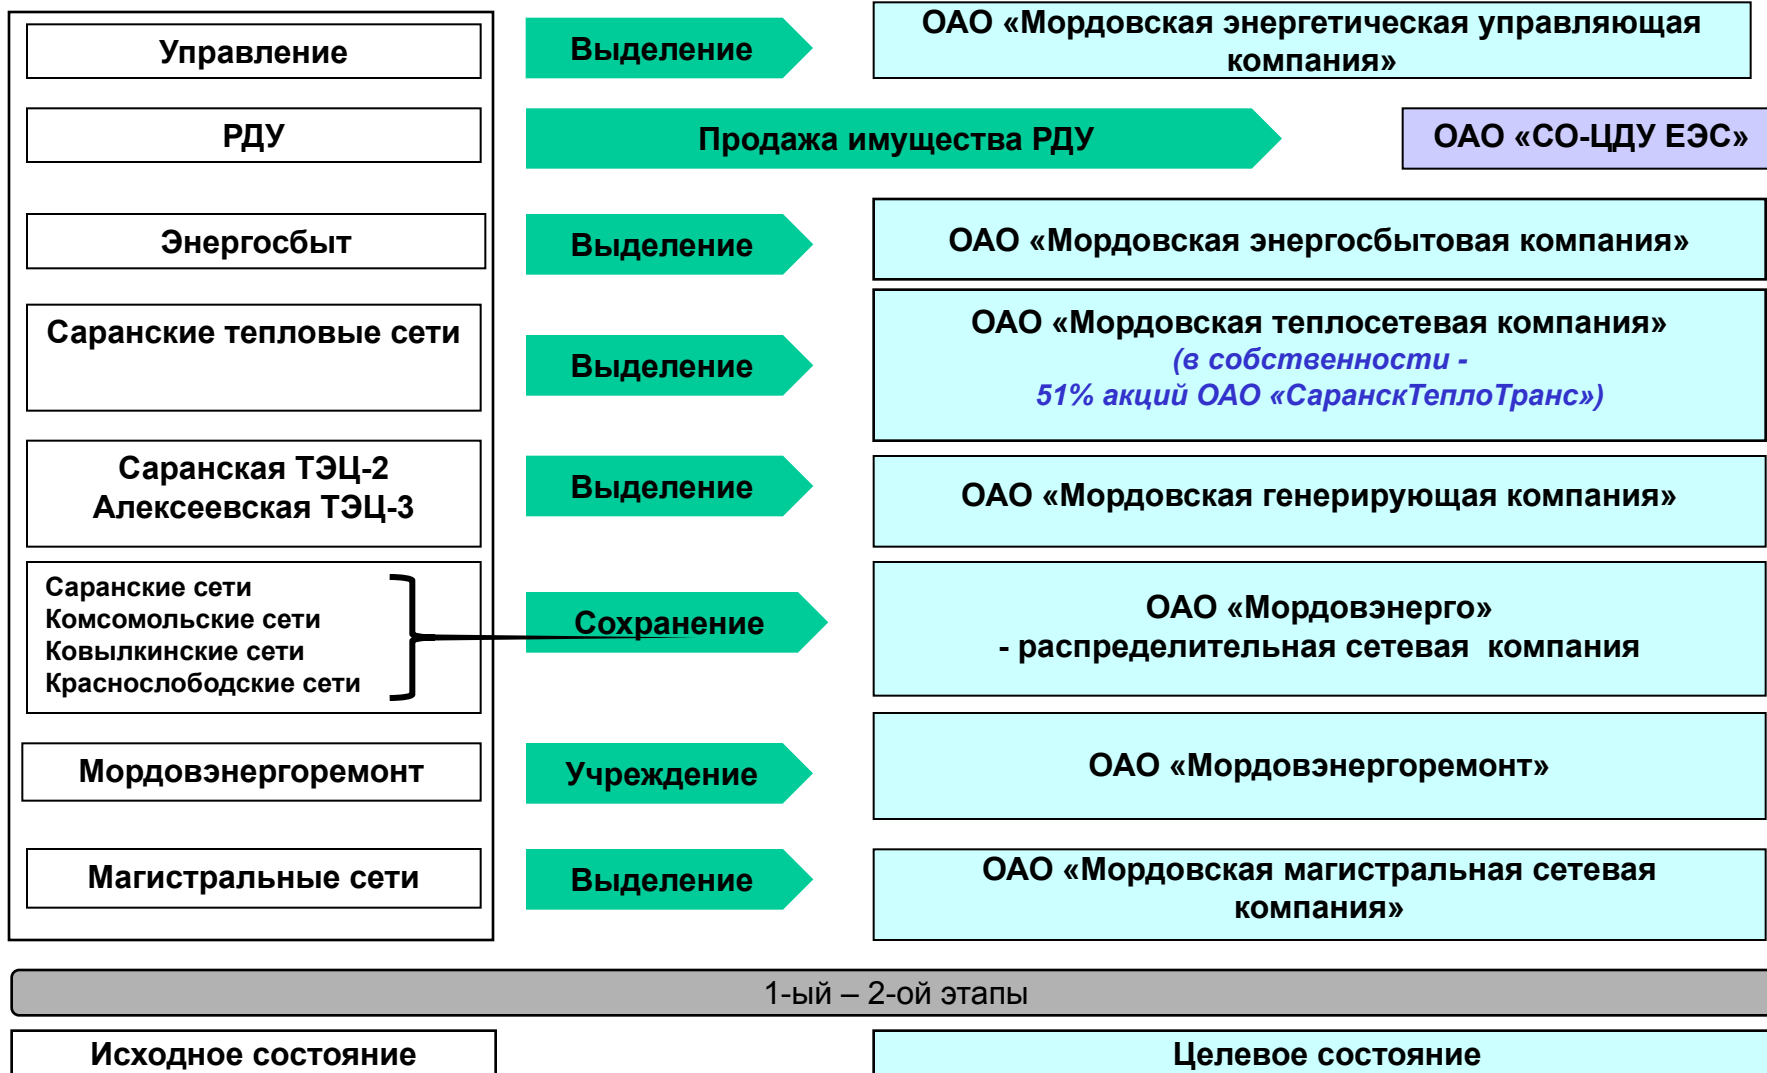 Управление
Выделение
ОАО «Мордовская энергетическая управляющая
компания»
РДУ
Продажа имущества РДУ
ОАО «СО-ЦДУ ЕЭС»
Энергосбыт
Выделение
ОАО «Мордовская энергосбытовая компания»
Саранские тепловые сети
Выделение
ОАО «Мордовская теплосетевая компания»
(в собственности -
51% акций ОАО «СаранскТеплоТранс»)
Саранская ТЭЦ-2
Алексеевская ТЭЦ-3
Выделение
ОАО «Мордовская генерирующая компания»
Саранские сети
Комсомольские сети
Ковылкинские сети
Краснослободские сети
Сохранение
ОАО «Мордовэнерго»
- распределительная сетевая  компания
Мордовэнергоремонт
Учреждение
ОАО «Мордовэнергоремонт»
Магистральные сети
Выделение
ОАО «Мордовская магистральная сетевая
компания»
1-ый – 2-ой этапы
Исходное состояние
Целевое состояние